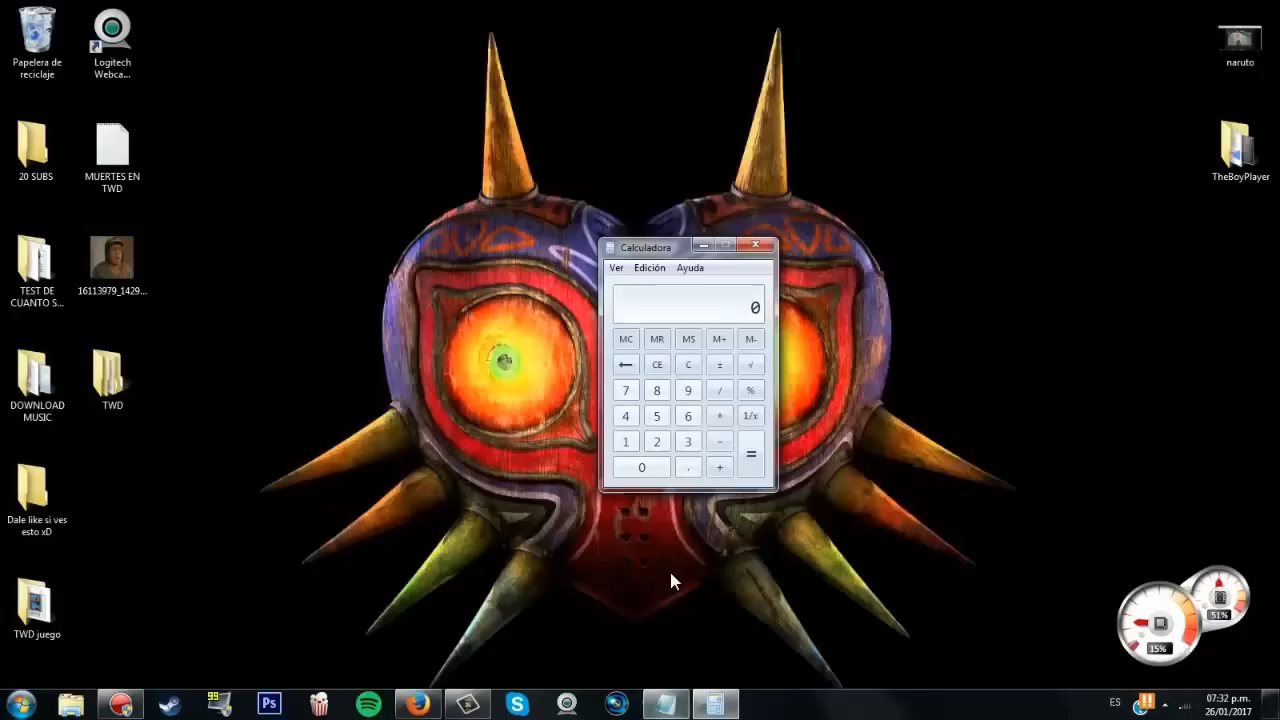 Papelera de
reciclaje
Logitech
Webca...
naruto
20 SUBS
MUERTES EN
TWD
TheBoyPlayer
TEST DE
CUANTO S...
16113979_1429...
DOWNLOAD
MUSIC
TWD
Dale like si ves
esto xD
TWD juego
Calculadora
Ver Edición Ayuda
0
MC MR MS M+ M-
← CE C ± √
7 8 9 / %
4 5 6 * 1/x
1 2 3 - =
0 . +
51%
15%
99
Ps
ES
07:32 p.m.
26/01/2017